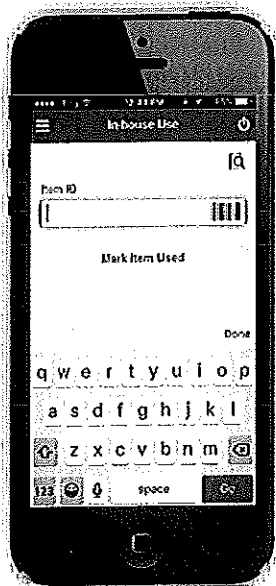 In-house Use
Item ID
Mark Item Used
Done
q w e r t y u i o p
a s d f g h j k l
z x c v b n m
123 space Go